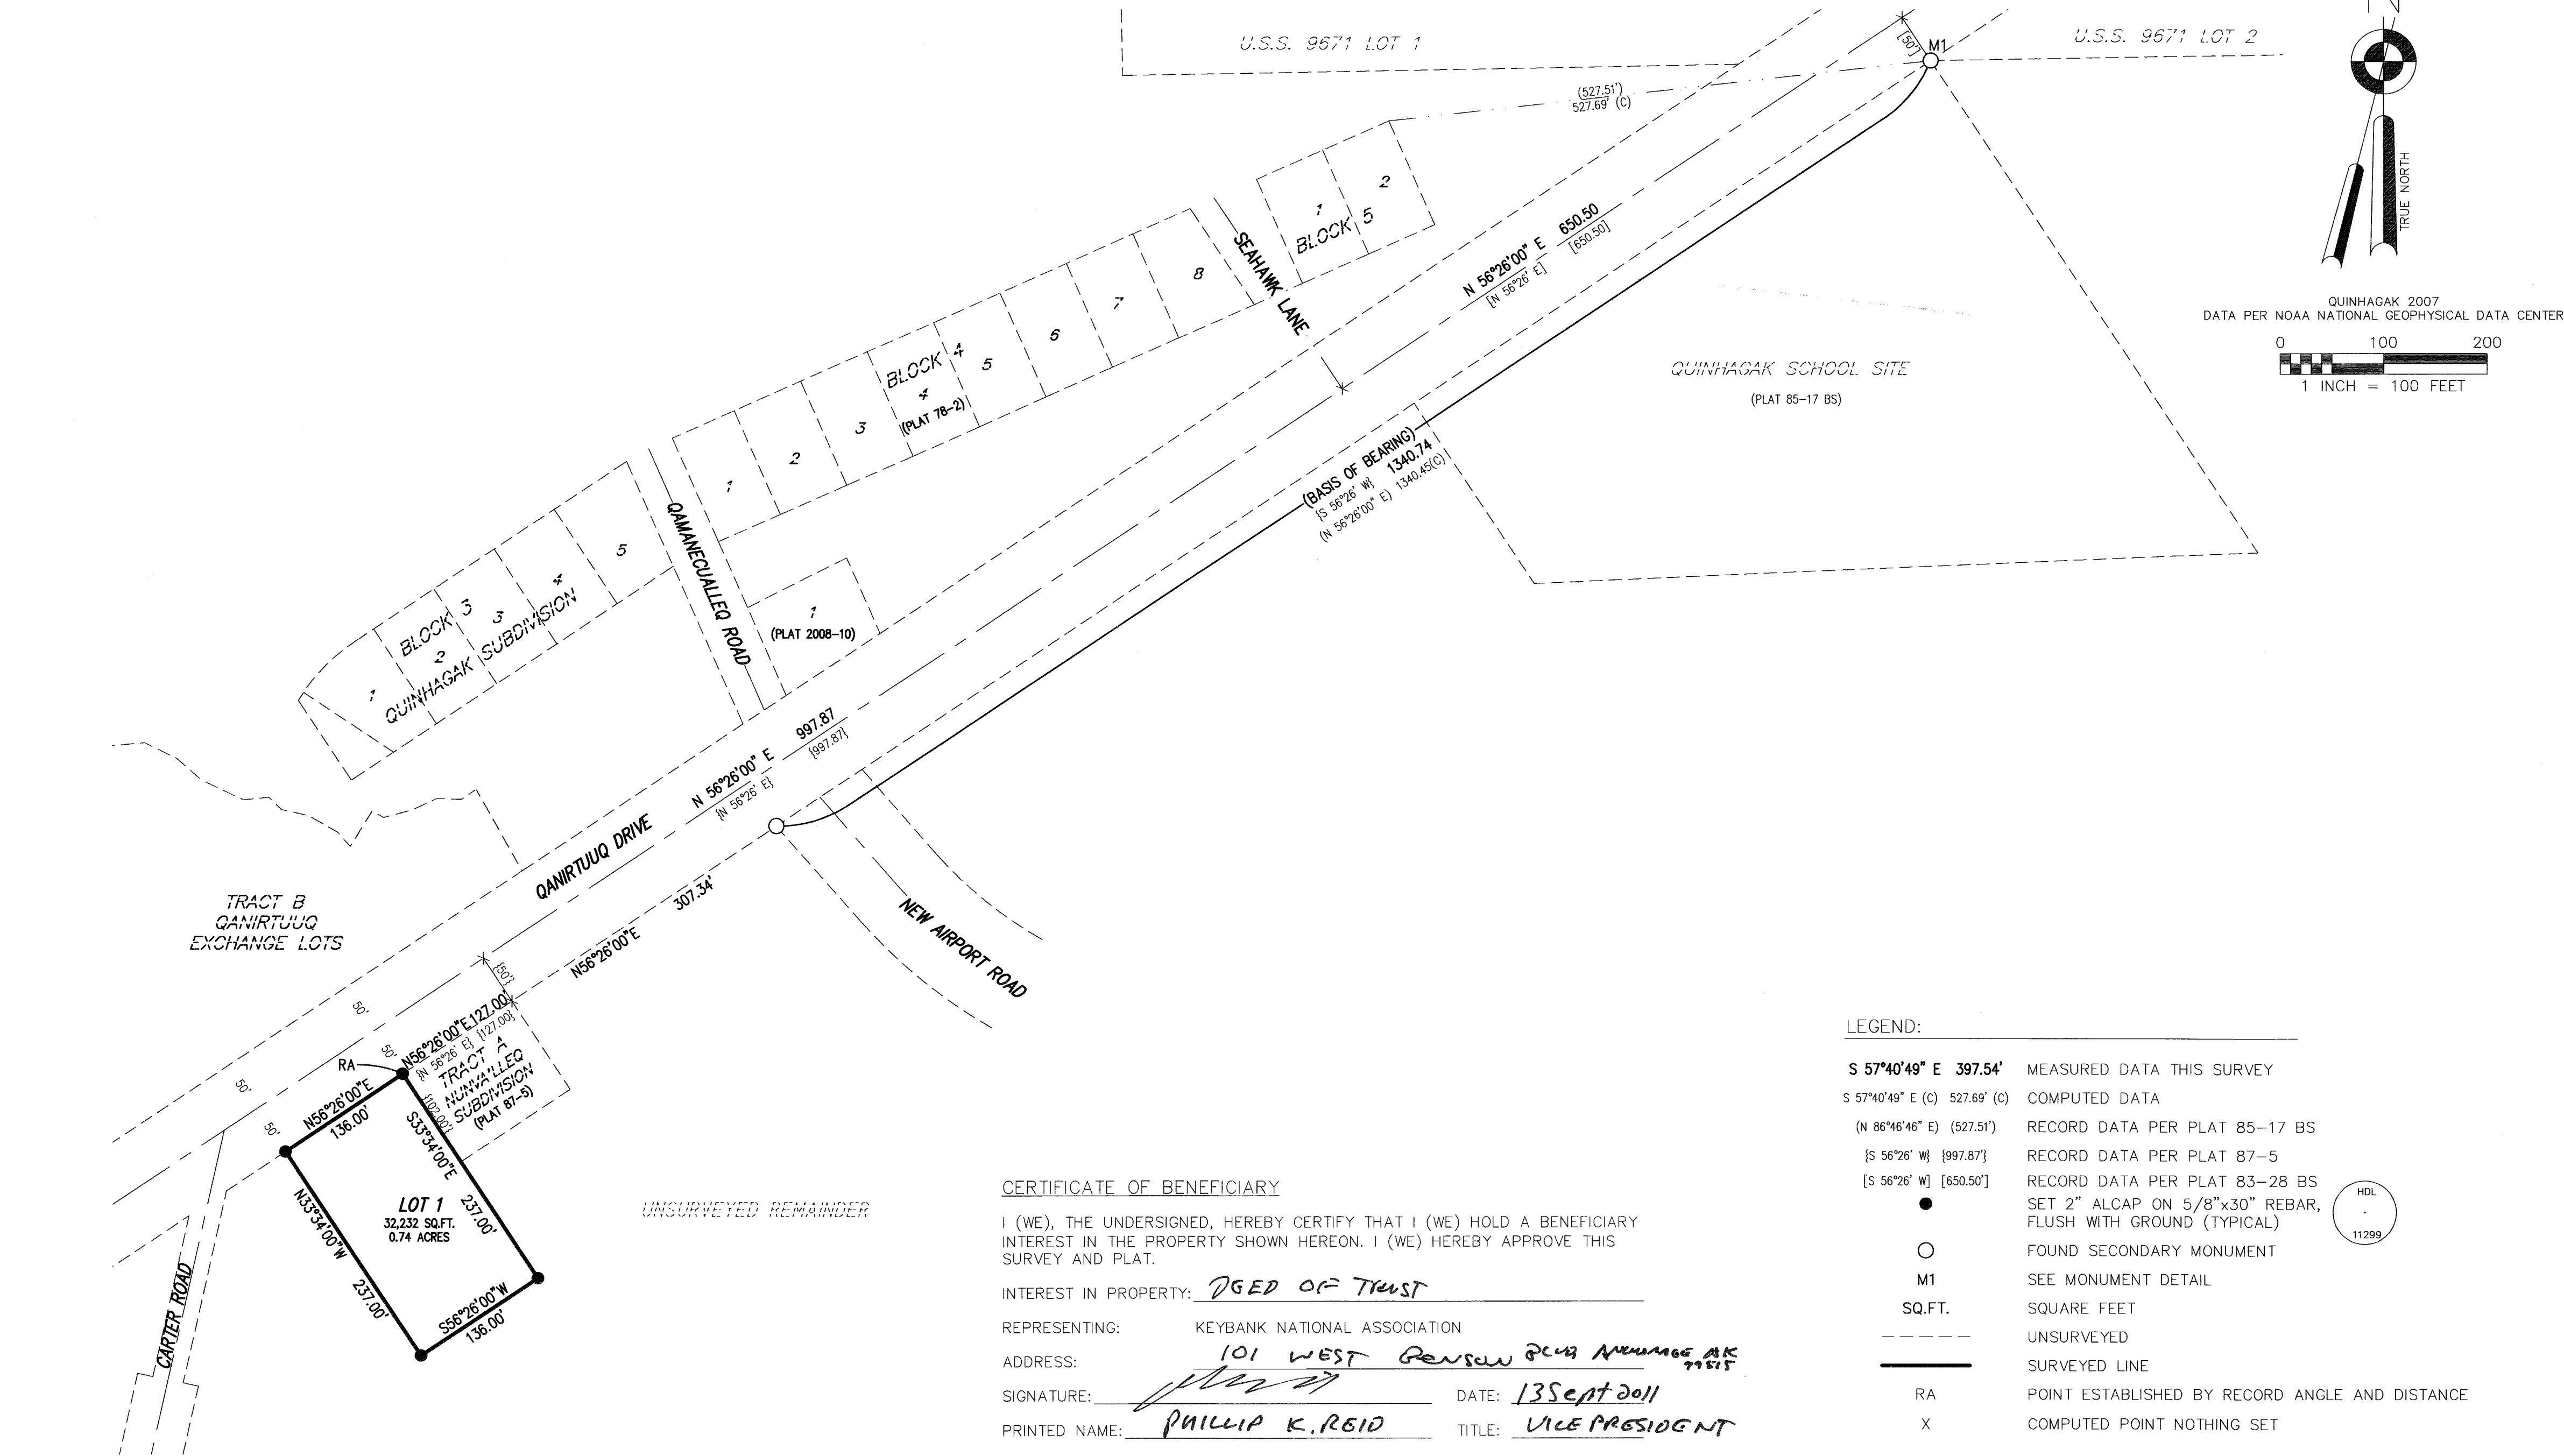 U.S.S. 9671 LOT 1
[50']
M1
U.S.S. 9671 LOT 2
(527.51')
527.69' (C)
TRUE NORTH
QUINHAGAK 2007
DATA PER NOAA NATIONAL GEOPHYSICAL DATA CENTER
0 100 200
1 INCH = 100 FEET
1
2
BLOCK 5
SEAHAWK LANE
N 56°26'00" E 650.50
[N 56°26' E] [650.50]
QUINHAGAK SCHOOL SITE
(PLAT 85-17 BS)
1
2
3
BLOCK 4
4
(PLAT 78-2)
5
6
7
8
(BASIS OF BEARING)
{S 56°26' W} 1340.74
(N 56°26'00" E) 1340.45(C)
QAMANECUALLEQ ROAD
1
(PLAT 2008-10)
BLOCK 3
1
2
3
4
5
QUINHAGAK SUBDIVISION
N 56°26'00" E 997.87
{N 56°26' E} {997.87}
QANIRTUUQ DRIVE
307.34'
N56°26'00"E
NEW AIRPORT ROAD
TRACT B
QANIRTUUQ
EXCHANGE LOTS
{50'}
50'
50'
50'
50'
RA
N56°26'00"E 127.00'
{N 56°26' E} {127.00}
TRACT A
NUNVA'LLEQ
SUBDIVISION
(PLAT 87-5)
{102.00'}
N56°26'00"E
136.00'
S33°34'00"E 237.00'
LOT 1
32,232 SQ.FT.
0.74 ACRES
N33°34'00"W 237.00'
S56°26'00"W
136.00'
CARTER ROAD
UNSURVEYED REMAINDER
CERTIFICATE OF BENEFICIARY
I (WE), THE UNDERSIGNED, HEREBY CERTIFY THAT I (WE) HOLD A BENEFICIARY
INTEREST IN THE PROPERTY SHOWN HEREON. I (WE) HEREBY APPROVE THIS
SURVEY AND PLAT.
INTEREST IN PROPERTY: DEED OF TRUST
REPRESENTING: KEYBANK NATIONAL ASSOCIATION
ADDRESS: 101 WEST BENSON BLVD ANCHORAGE AK
99515
SIGNATURE: DATE: 13 Sept 2011
PRINTED NAME: PHILLIP K. REID TITLE: VICE PRESIDENT
LEGEND:
S 57°40'49" E 397.54' MEASURED DATA THIS SURVEY
S 57°40'49" E (C) 527.69' (C) COMPUTED DATA
(N 86°46'46" E) (527.51') RECORD DATA PER PLAT 85-17 BS
{S 56°26' W} {997.87'} RECORD DATA PER PLAT 87-5
[S 56°26' W] [650.50'] RECORD DATA PER PLAT 83-28 BS
SET 2" ALCAP ON 5/8"x30" REBAR,
FLUSH WITH GROUND (TYPICAL)
HDL
11299
FOUND SECONDARY MONUMENT
M1 SEE MONUMENT DETAIL
SQ.FT. SQUARE FEET
UNSURVEYED
SURVEYED LINE
RA POINT ESTABLISHED BY RECORD ANGLE AND DISTANCE
X COMPUTED POINT NOTHING SET